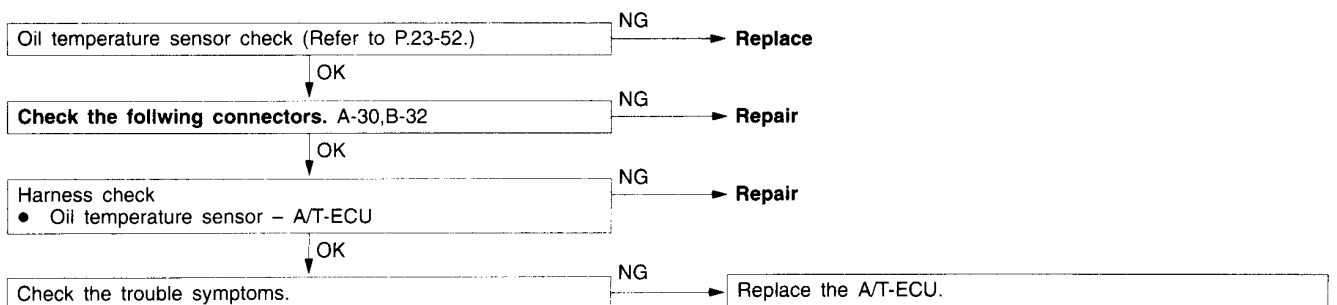 Oil temperature sensor check (Refer to P.23-52.)
NG
Replace
OK
Check the follwing connectors. A-30,B-32
NG
Repair
OK
Harness check
● Oil temperature sensor – A/T-ECU
NG
Repair
OK
Check the trouble symptoms.
NG
Replace the A/T-ECU.